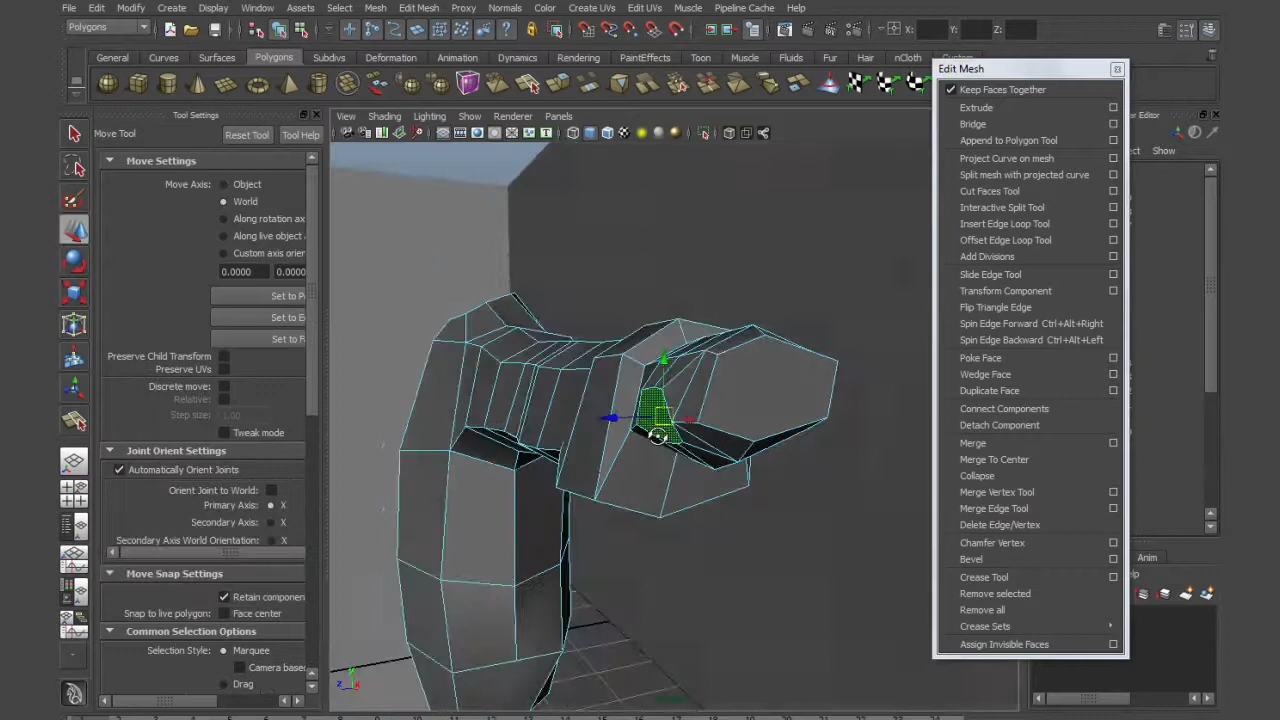 File Edit Modify Create Display Window Assets Select Mesh Edit Mesh Proxy Normals Color Create UVs Edit UVs Muscle Pipeline Cache Help
Polygons
X: Y: Z:
General Curves Surfaces Polygons Subdivs Deformation Animation Dynamics Rendering PaintEffects Toon Muscle Fluids Fur Hair nCloth Custom
Tool Settings
Move Tool
Reset Tool
Tool Help
Move Settings
Move Axis:
Object
World
Along rotation ax
Along live object
Custom axis orien
0.0000
0.0000
Set to P
Set to E
Set to F
Preserve Child Transform
Preserve UVs
Discrete move:
Relative:
Step size:
1.00
Tweak mode
Joint Orient Settings
Automatically Orient Joints
Orient Joint to World:
Primary Axis: X
Secondary Axis: X
Secondary Axis World Orientation: X
Move Snap Settings
Retain componen
Snap to live polygon:
Face center
Common Selection Options
Selection Style:
Marquee
Camera base
Drag
View Shading Lighting Show Renderer Panels
y
z x
Edit Mesh
Keep Faces Together
Extrude
Bridge
Append to Polygon Tool
Project Curve on mesh
Split mesh with projected curve
Cut Faces Tool
Interactive Split Tool
Insert Edge Loop Tool
Offset Edge Loop Tool
Add Divisions
Slide Edge Tool
Transform Component
Flip Triangle Edge
Spin Edge Forward Ctrl+Alt+Right
Spin Edge Backward Ctrl+Alt+Left
Poke Face
Wedge Face
Duplicate Face
Connect Components
Detach Component
Merge
Merge To Center
Collapse
Merge Vertex Tool
Merge Edge Tool
Delete Edge/Vertex
Chamfer Vertex
Bevel
Crease Tool
Remove selected
Remove all
Crease Sets
Assign Invisible Faces
Editor
Show
Anim